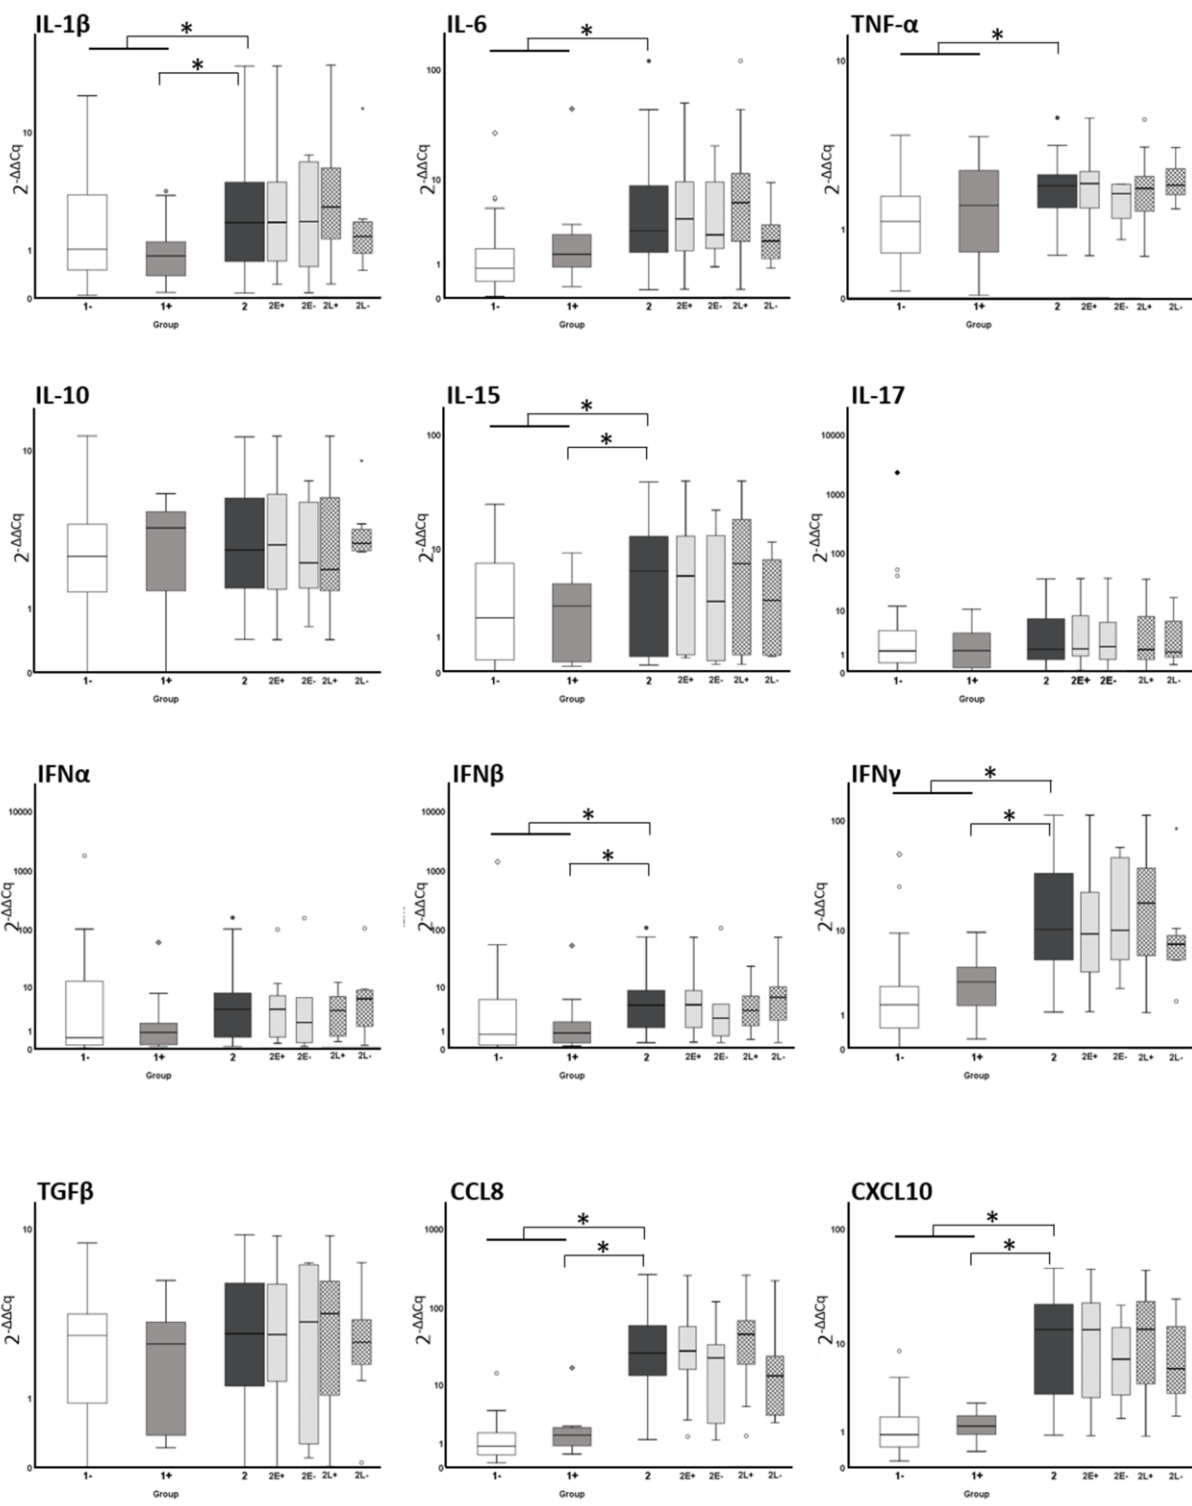 IL-1β
*
*
2-ΔΔCq
10
1
0
1- 1+ 2 2E+ 2E- 2L+ 2L-
Group
IL-6
*
2-ΔΔCq
100
10
1
0
1- 1+ 2 2E+ 2E- 2L+ 2L-
Group
TNF-α
*
2-ΔΔCq
10
1
0
1- 1+ 2 2E+ 2E- 2L+ 2L-
Group
IL-10
2-ΔΔCq
10
1
0
1- 1+ 2 2E+ 2E- 2L+ 2L-
Group
IL-15
*
*
2-ΔΔCq
100
10
1
0
1- 1+ 2 2E+ 2E- 2L+ 2L-
Group
IL-17
2-ΔΔCq
10000
1000
100
10
1
0
1- 1+ 2 2E+ 2E- 2L+ 2L-
Group
IFNα
2-ΔΔCq
10000
1000
100
10
1
0
1- 1+ 2 2E+ 2E- 2L+ 2L-
Group
IFNβ
*
*
2-ΔΔCq
10000
1000
100
10
1
0
1- 1+ 2 2E+ 2E- 2L+ 2L-
Group
IFNγ
*
*
2-ΔΔCq
100
10
1
0
1- 1+ 2 2E+ 2E- 2L+ 2L-
Group
TGFβ
2-ΔΔCq
10
1
0
1- 1+ 2 2E+ 2E- 2L+ 2L-
Group
CCL8
*
*
2-ΔΔCq
1000
100
10
1
0
1- 1+ 2 2E+ 2E- 2L+ 2L-
Group
CXCL10
*
*
2-ΔΔCq
100
10
1
0
1- 1+ 2 2E+ 2E- 2L+ 2L-
Group